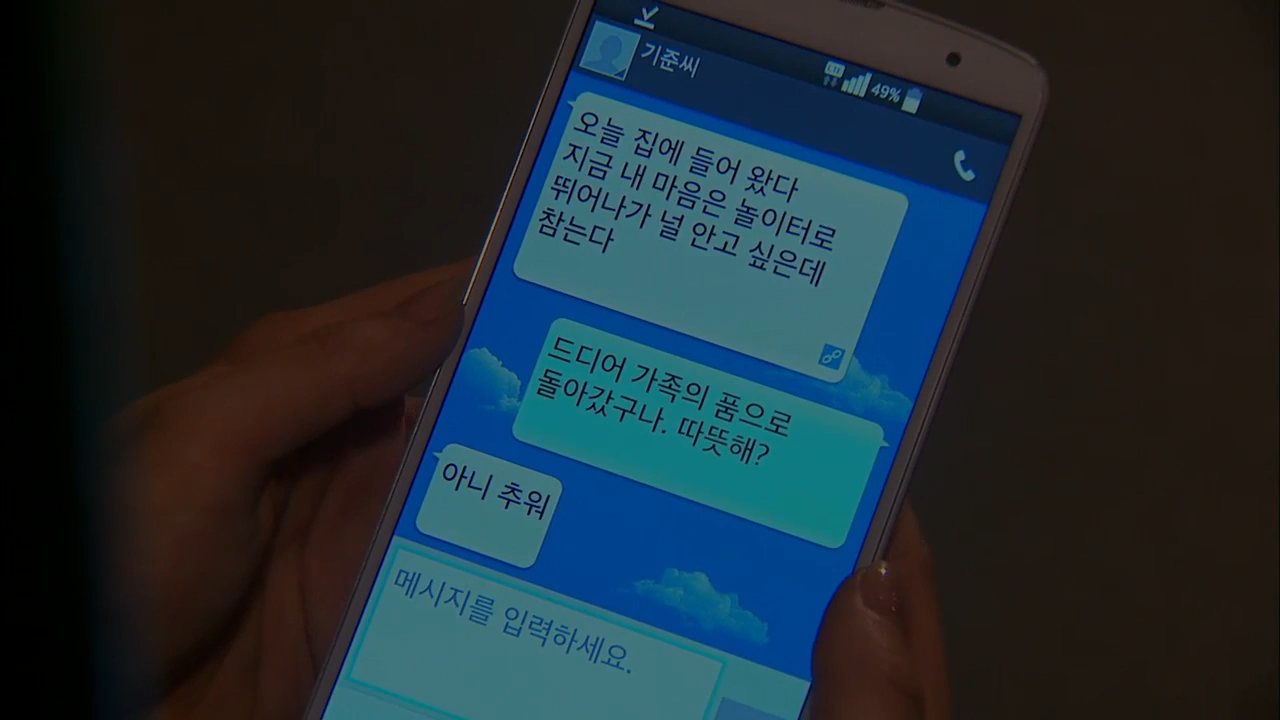 기준씨
LTE
49%
오늘 집에 들어 왔다
지금 내 마음은 놀이터로
뛰어나가 널 안고 싶은데
참는다
드디어 가족의 품으로
돌아갔구나. 따뜻해?
아니 추워
메시지를 입력하세요.